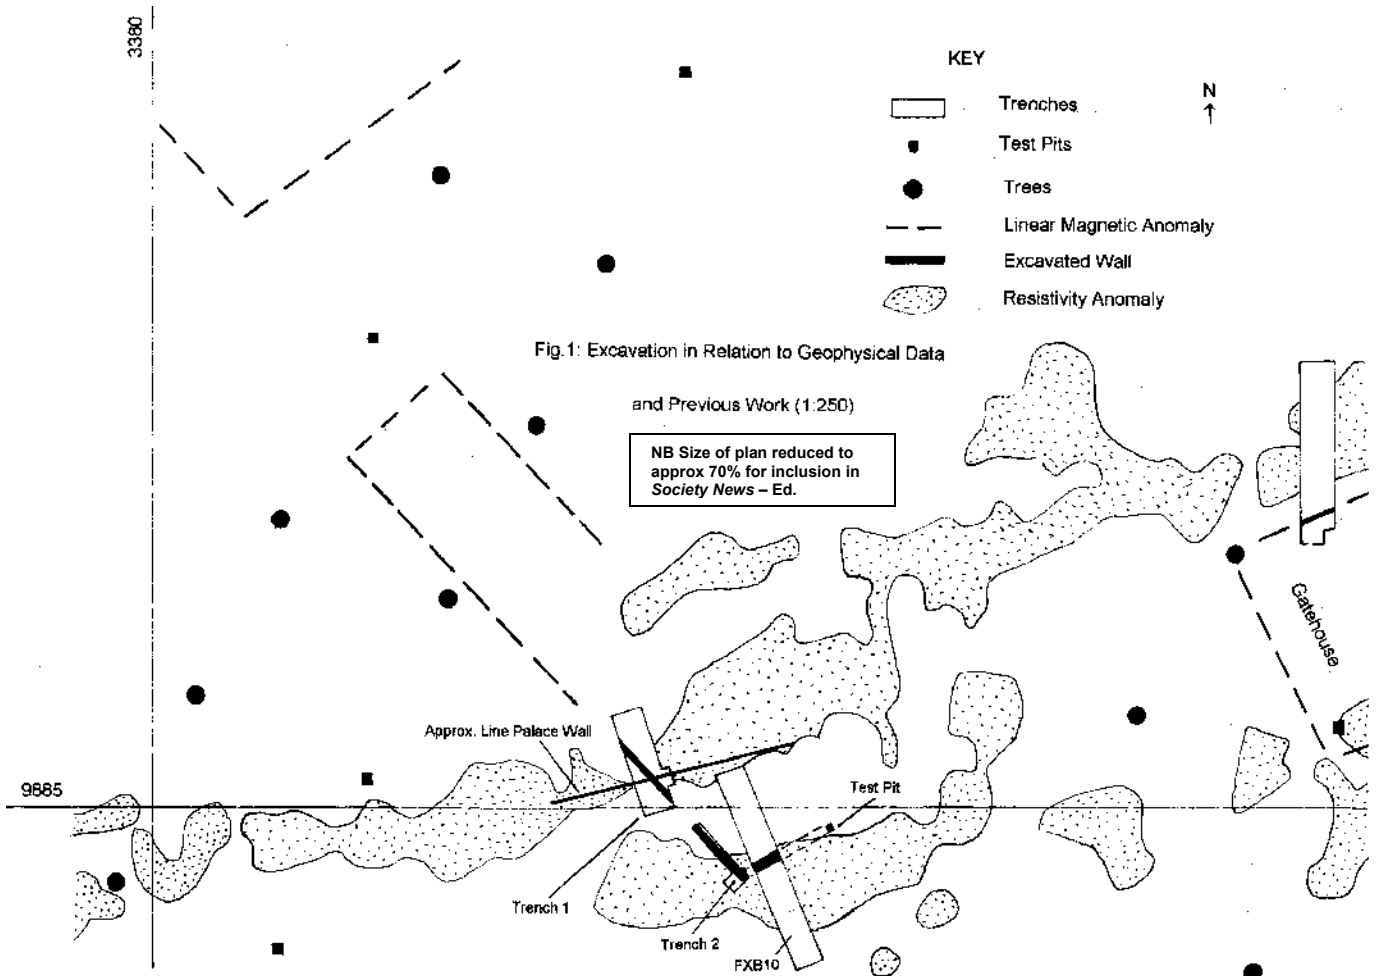 3380
KEY
N
Trenches
Test Pits
Trees
Linear Magnetic Anomaly
Excavated Wall
Resistivity Anomaly
Fig.1: Excavation in Relation to Geophysical Data
and Previous Work (1:250)
NB Size of plan reduced to
approx 70% for inclusion in
Society News – Ed.
Gatehouse
Approx. Line Palace Wall
9885
Test Pit
Trench 1
Trench 2
FXB10